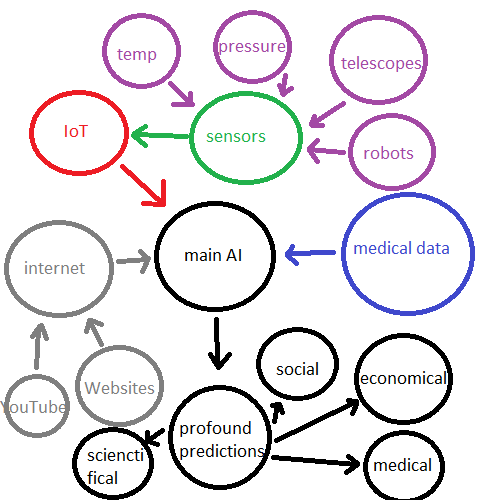 temp
pressure
telescopes
IoT
sensors
robots
internet
main AI
medical data
YouTube
Websites
social
economical
profound
predictions
sciencti
fical
medical